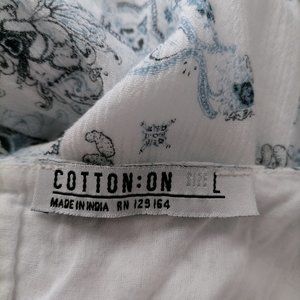 COTTON:ON SIZE L
MADE IN INDIA RN 129164